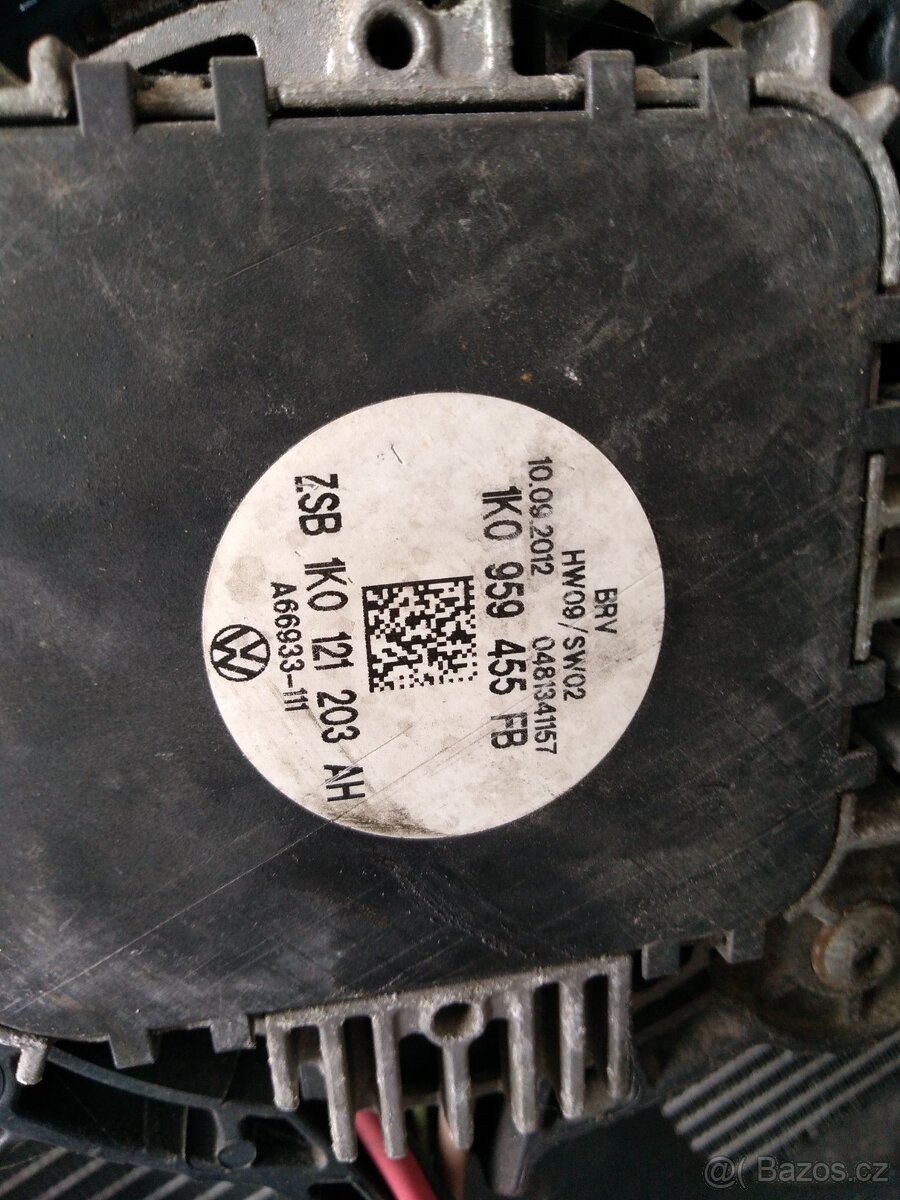 BRV
HW09/SW02
10.09.2012 0481341157
1K0 959 455 FB
ZSB 1K0 121 203 AH
A66933-111
VW
@( Bazos.cz